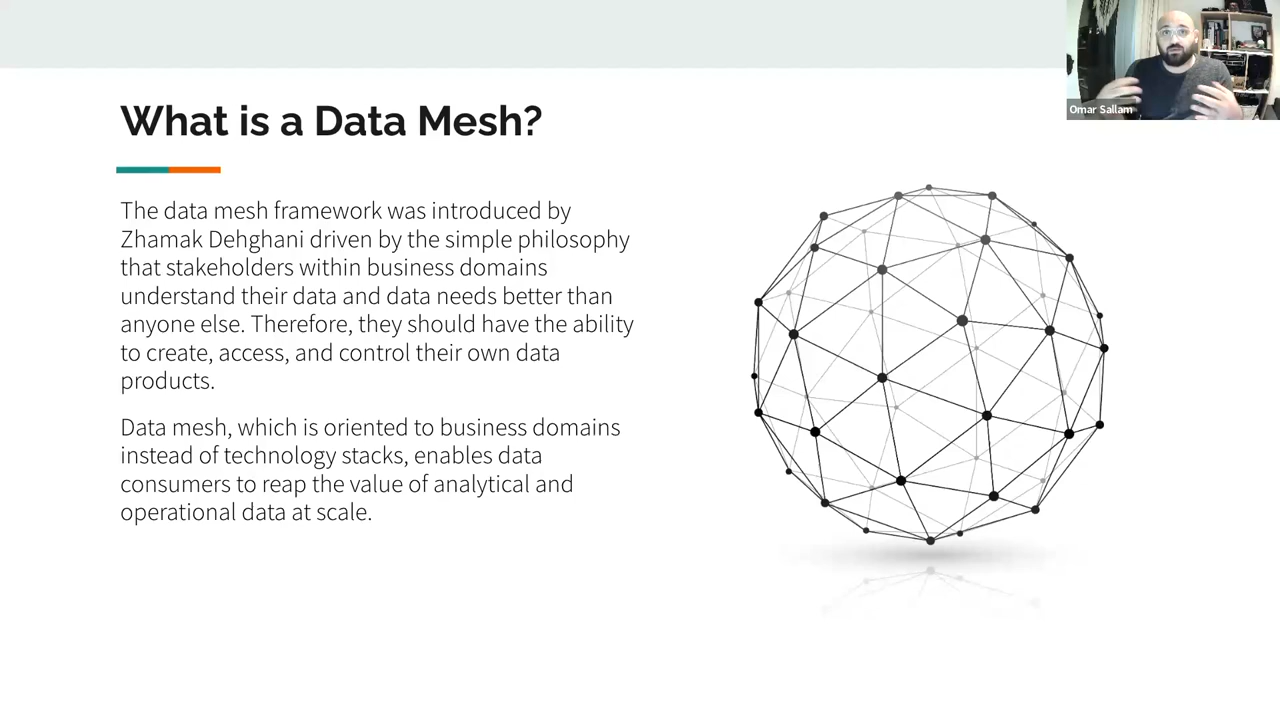 Omar Sallam
What is a Data Mesh?
The data mesh framework was introduced by
Zhamak Dehghani driven by the simple philosophy
that stakeholders within business domains
understand their data and data needs better than
anyone else. Therefore, they should have the ability
to create, access, and control their own data
products.
Data mesh, which is oriented to business domains
instead of technology stacks, enables data
consumers to reap the value of analytical and
operational data at scale.